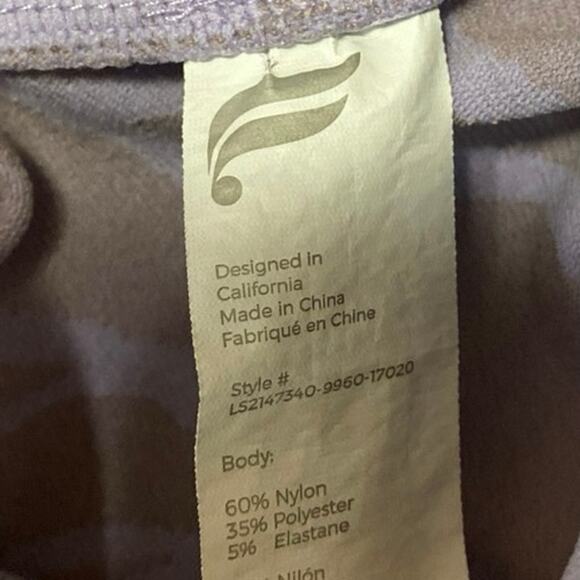 Designed in
California
Made in China
Fabriqué en Chine
Style #
LS2147340-9960-17020
Body:
60% Nylon
35% Polyester
5% Elastane
Nilón